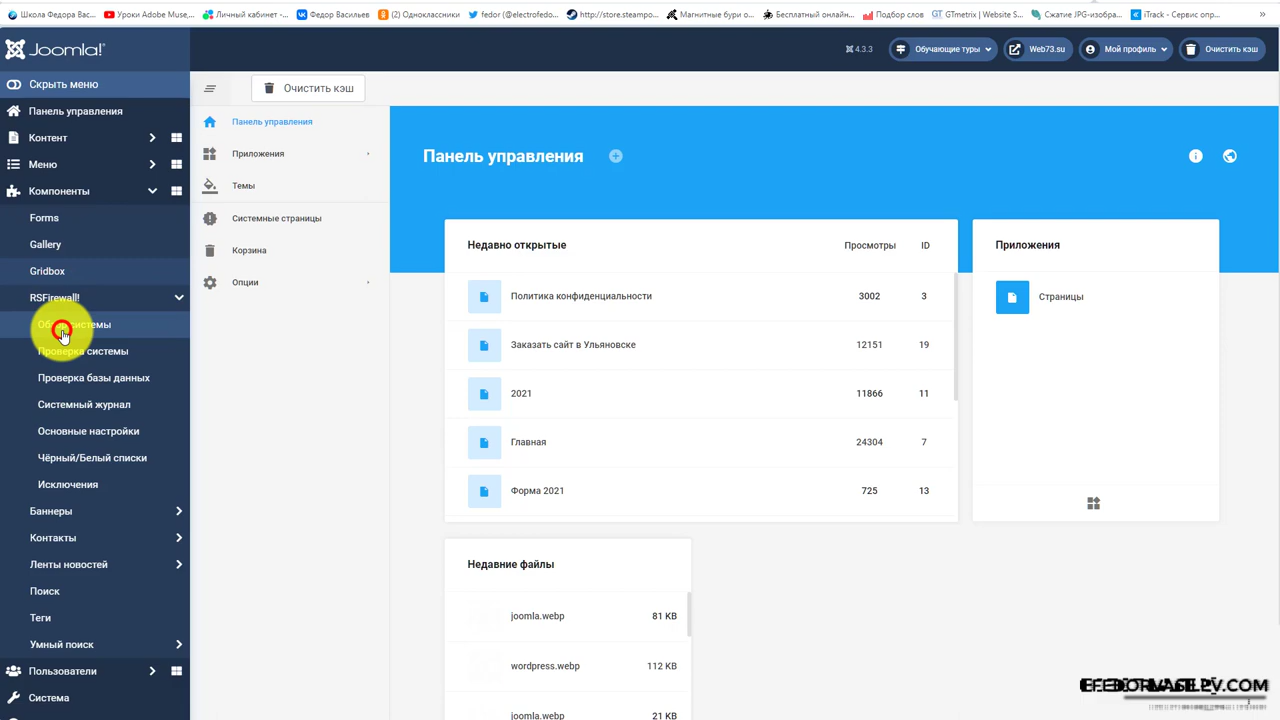 Школа Федора Вас...
Уроки Adobe Muse,...
Личный кабинет -...
Федор Васильев
(2) Одноклассники
fedor (@electrofedo...
http://store.steampo...
Магнитные бури о...
Бесплатный онлайн...
Подбор слов
GTmetrix | Website S...
Сжатие JPG-изобра...
iTrack - Сервис опр...
»
Joomla!
4.3.3
Обучающие туры
Web73.su
Мой профиль
Очистить кэш
Скрыть меню
Панель управления
Контент
Меню
Компоненты
Forms
Gallery
Gridbox
RSFirewall!
Обзор системы
Проверка системы
Проверка базы данных
Системный журнал
Основные настройки
Чёрный/Белый списки
Исключения
Баннеры
Контакты
Ленты новостей
Поиск
Теги
Умный поиск
Пользователи
Система
Очистить кэш
Панель управления
Приложения
Темы
Системные страницы
Корзина
Опции
Панель управления
Недавно открытые Просмотры ID
Политика конфиденциальности 3002 3
Заказать сайт в Ульяновске 12151 19
2021 11866 11
Главная 24304 7
Форма 2021 725 13
Приложения
Страницы
Недавние файлы
joomla.webp 81 KB
wordpress.webp 112 KB
joomla.webp 21 KB